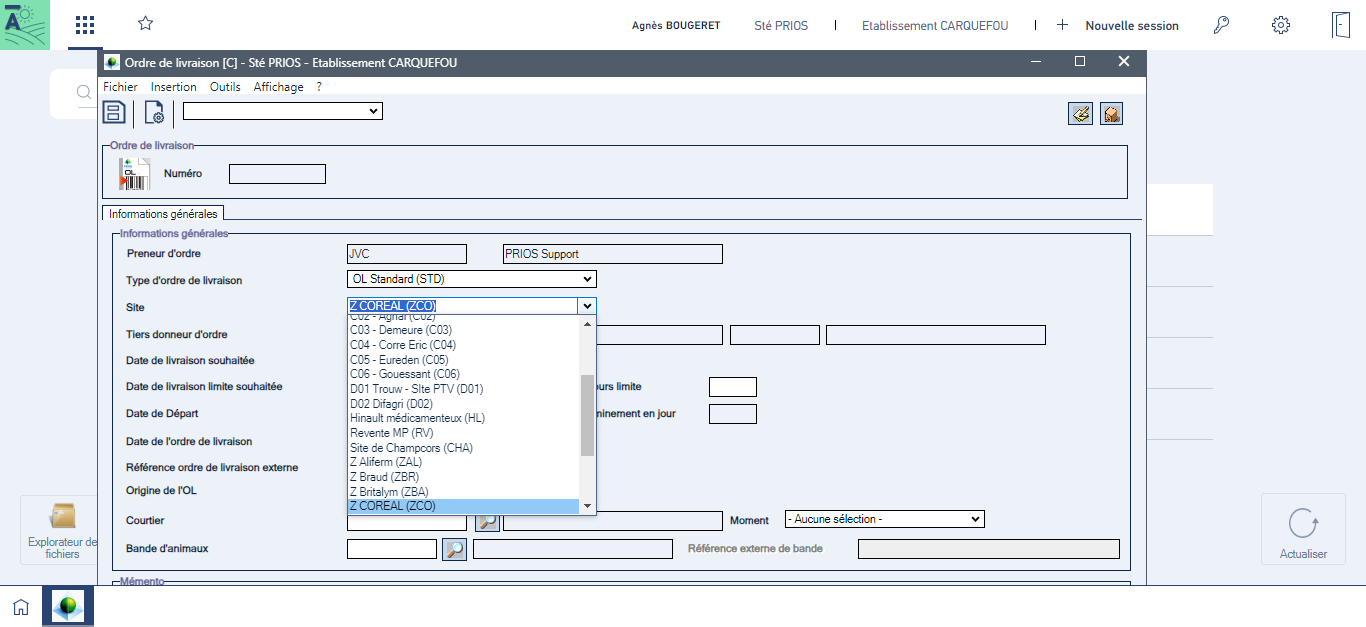 Agnès BOUGERET Sté PRIOS | Etablissement CARQUEFOU | + Nouvelle session
Ordre de livraison [C] - Sté PRIOS - Etablissement CARQUEFOU
Fichier Insertion Outils Affichage ?
Ordre de livraison
OL
Numéro
Informations générales
Informations générales
Preneur d'ordre JVC PRIOS Support
Type d'ordre de livraison OL Standard (STD)
Site Z COREAL (ZCO)
C02 - Agrial (C02)
Tiers donneur d'ordre C03 - Demeure (C03)
C04 - Corre Eric (C04)
Date de livraison souhaitée C05 - Eureden (C05)
C06 - Gouessant (C06)
Date de livraison limite souhaitée D01 Trouw - SIte PTV (D01) ours limite
D02 Difagri (D02)
Date de Départ Hinault médicamenteux (HL) minement en jour
Revente MP (RV)
Date de l'ordre de livraison Site de Champcors (CHA)
Z Aliferm (ZAL)
Référence ordre de livraison externe Z Braud (ZBR)
Origine de l'OL Z Britalym (ZBA)
Z COREAL (ZCO)
Courtier Moment - Aucune sélection -
Bande d'animaux Référence externe de bande
Mémento
Explorateur de
fichiers
Actualiser